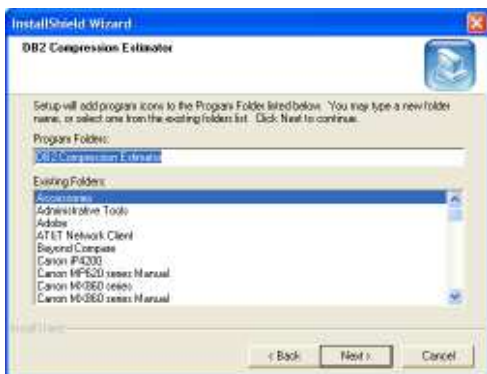 InstallShield Wizard
DB2 Compression Estimator
Setup will add program icons to the Program Folder listed below. You may type a new folder
name, or select one from the existing folders list. Click Next to continue.
Program Folders:
DB2 Compression Estimator
Existing Folders:
Accessories
Administrative Tools
Adobe
AT&T Network Client
Beyond Compare
Canon iP4200
Canon MP620 series Manual
Canon MX860 series
Canon MX860 series Manual
InstallShield
< Back
Next >
Cancel